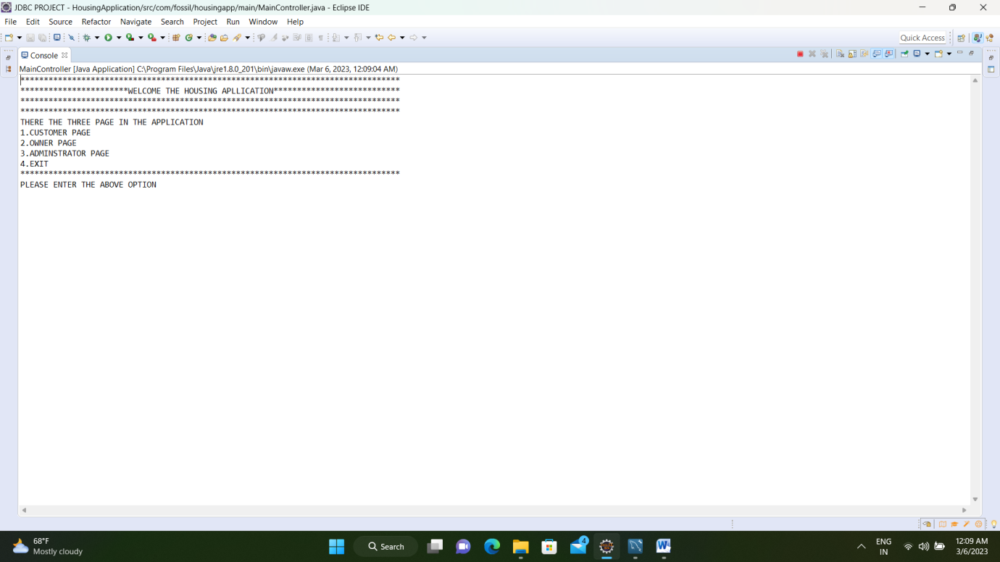 JDBC PROJECT - HousingApplication/src/com/fossil/housingapp/main/MainController.java - Eclipse IDE
File Edit Source Refactor Navigate Search Project Run Window Help
Quick Access
Console
MainController [Java Application] C:\Program Files\Java\jre1.8.0_201\bin\javaw.exe (Mar 6, 2023, 12:09:04 AM)
*********************************************************************************
***********************WELCOME THE HOUSING APLLICATION***************************
*********************************************************************************
*********************************************************************************
THERE THE THREE PAGE IN THE APPLICATION
1.CUSTOMER PAGE
2.OWNER PAGE
3.ADMINSTRATOR PAGE
4.EXIT
*********************************************************************************
PLEASE ENTER THE ABOVE OPTION
68°F
Mostly cloudy
Search
4
ENG
IN
12:09 AM
3/6/2023